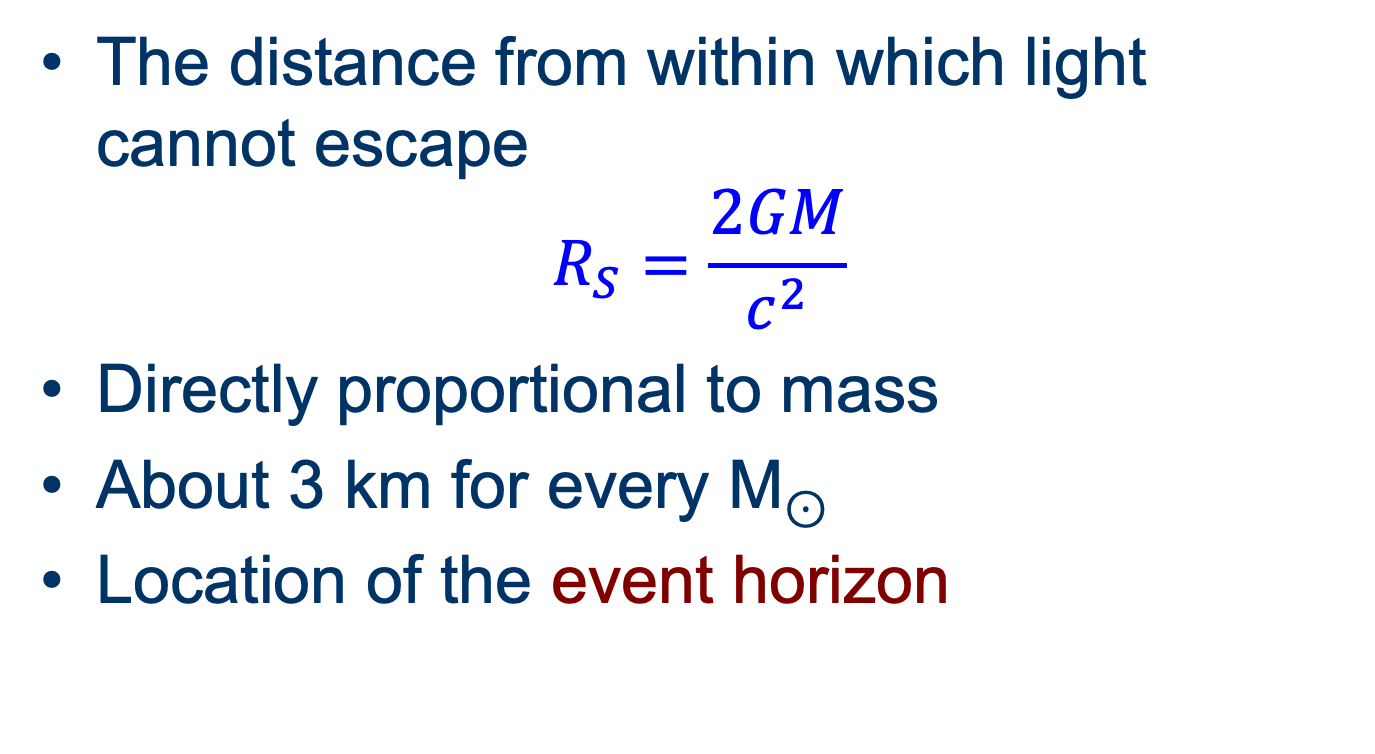 • The distance from within which light
cannot escape
R_S = 2GM / c²
• Directly proportional to mass
• About 3 km for every M☉
• Location of the event horizon